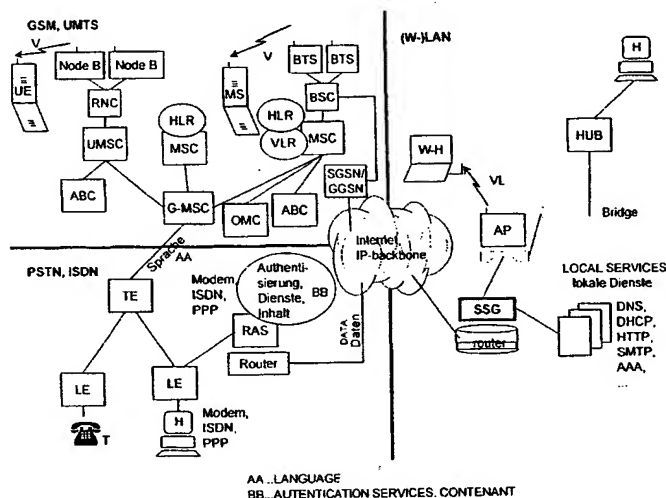 GSM, UMTS
V
Node B
Node B
UE
RNC
UMSC
ABC
HLR
MSC
G-MSC
V
MS
BTS
BTS
BSC
HLR
VLR
MSC
OMC
ABC
SGSN/
GGSN
Internet,
IP-backbone
(W-)LAN
H
HUB
Bridge
W-H
VL
AP
SSG
router
LOCAL SERVICES
lokale Dienste
DNS,
DHCP,
HTTP,
SMTP,
AAA,
...
PSTN, ISDN
Sprache
AA
TE
LE
T
LE
H
Modem,
ISDN,
PPP
Modem,
ISDN,
PPP
Authenti-
sierung,
Dienste,
Inhalt
BB
RAS
Router
DATA
Daten
AA ..LANGUAGE
BB...AUTENTICATION SERVICES, CONTENANT